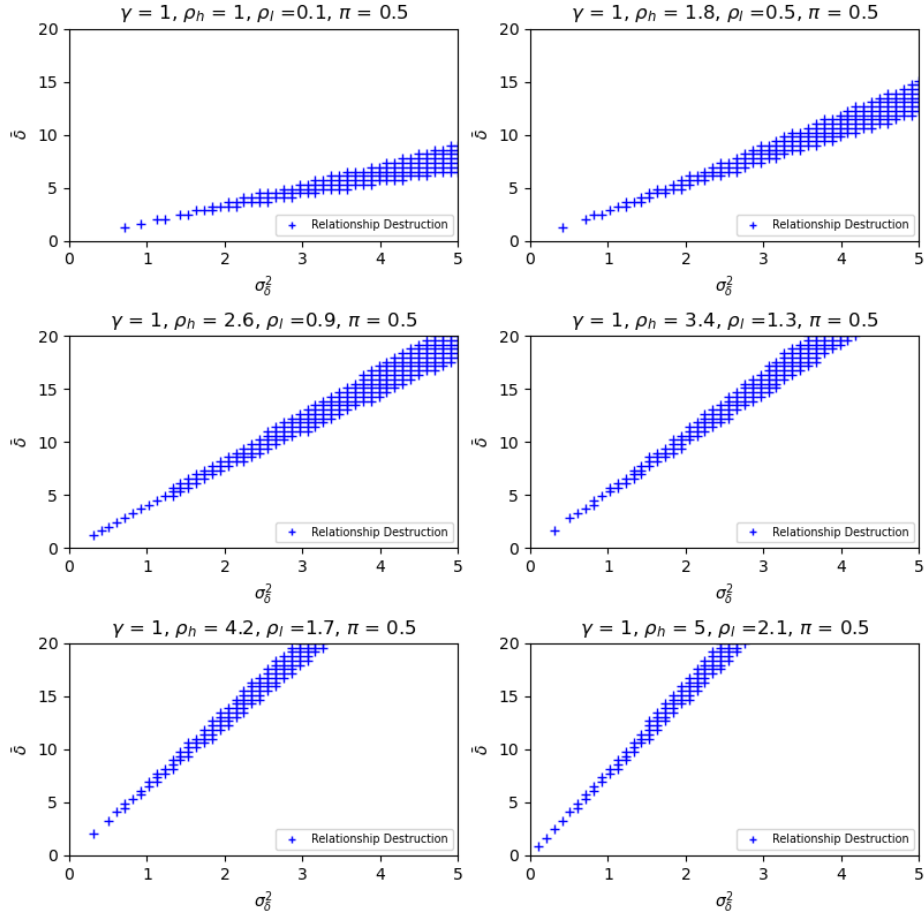 γ = 1, ρ_h = 1, ρ_l =0.1, π = 0.5
20
15
10
5
0
δ̄
0 1 2 3 4 5
σ_δ̄^2
Relationship Destruction
γ = 1, ρ_h = 1.8, ρ_l =0.5, π = 0.5
20
15
10
5
0
δ̄
0 1 2 3 4 5
σ_δ̄^2
Relationship Destruction
γ = 1, ρ_h = 2.6, ρ_l =0.9, π = 0.5
20
15
10
5
0
δ̄
0 1 2 3 4 5
σ_δ̄^2
Relationship Destruction
γ = 1, ρ_h = 3.4, ρ_l =1.3, π = 0.5
20
15
10
5
0
δ̄
0 1 2 3 4 5
σ_δ̄^2
Relationship Destruction
γ = 1, ρ_h = 4.2, ρ_l =1.7, π = 0.5
20
15
10
5
0
δ̄
0 1 2 3 4 5
σ_δ̄^2
Relationship Destruction
γ = 1, ρ_h = 5, ρ_l =2.1, π = 0.5
20
15
10
5
0
δ̄
0 1 2 3 4 5
σ_δ̄^2
Relationship Destruction